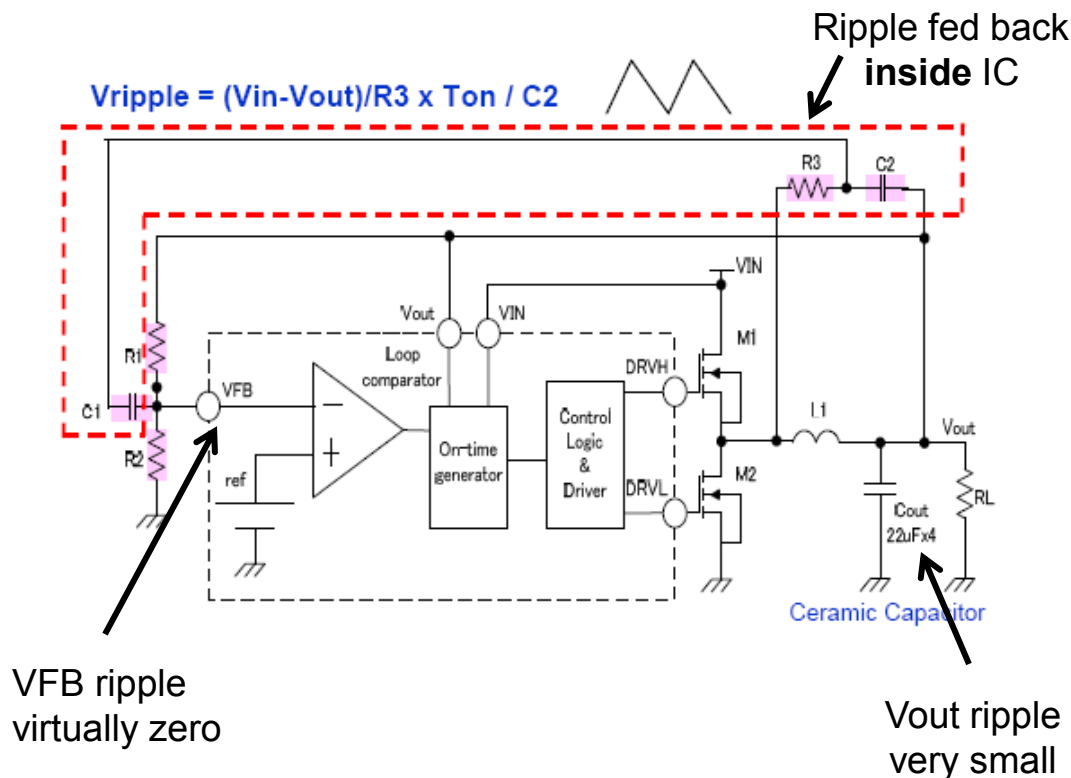 Ripple fed back
inside IC
Vripple = (Vin-Vout)/R3 x Ton / C2
R3
C2
VIN
Vout
VIN
M1
R1
Loop
comparator
DRVH
VFB
C1
Control
Logic
&
Driver
L1
Vout
On-time
generator
R2
ref
DRVL
M2
RL
Cout
22uFx4
Ceramic Capacitor
VFB ripple
virtually zero
Vout ripple
very small